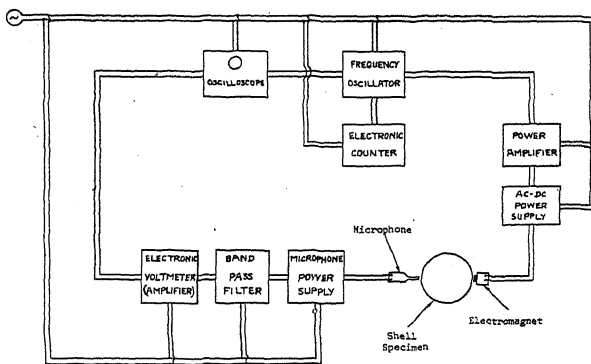 OSCILLOSCOPE
FREQUENCY
OSCILLATOR
ELECTRONIC
COUNTER
POWER
AMPLIFIER
AC-DC
POWER
SUPPLY
Microphone
ELECTRONIC
VOLTMETER
(AMPLIFIER)
BAND
PASS
FILTER
MICROPHONE
POWER
SUPPLY
Shell
Specimen
Electromagnet